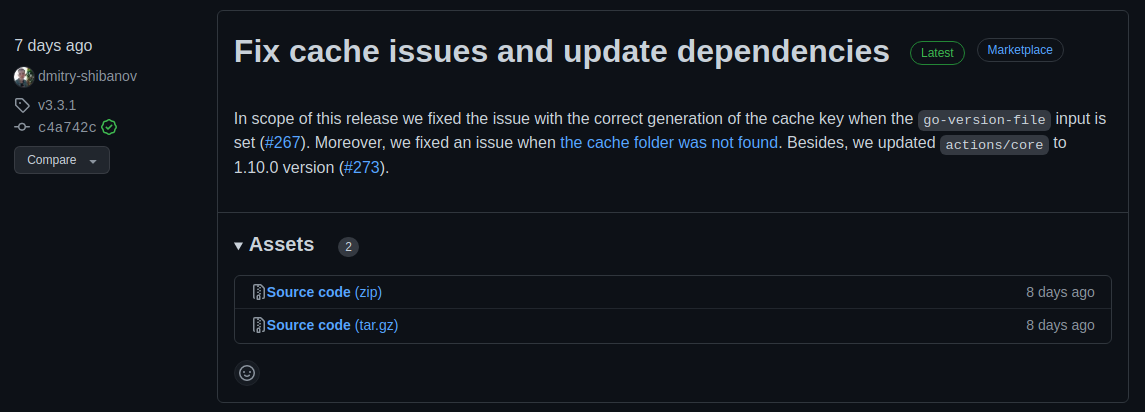 7 days ago
dmitry-shibanov
v3.3.1
c4a742c
Compare
Fix cache issues and update dependencies Latest Marketplace
In scope of this release we fixed the issue with the correct generation of the cache key when the go-version-file input is
set (#267). Moreover, we fixed an issue when the cache folder was not found. Besides, we updated actions/core to
1.10.0 version (#273).
Assets 2
Source code (zip) 8 days ago
Source code (tar.gz) 8 days ago